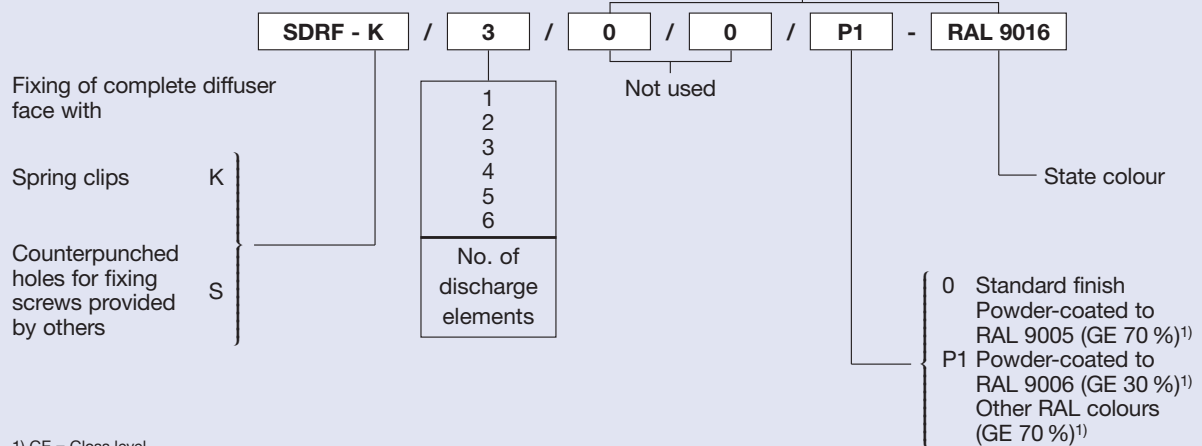 SDRF - K / 3 / 0 / 0 / P1 - RAL 9016
Fixing of complete diffuser
face with
Spring clips K
Counterpunched
holes for fixing
screws provided
by others
S
1
2
3
4
5
6
No. of
discharge
elements
Not used
State colour
0 Standard finish
Powder-coated to
RAL 9005 (GE 70 %)1)
P1 Powder-coated to
RAL 9006 (GE 30 %)1)
Other RAL colours
(GE 70 %)1)
1) GE = Gloss level